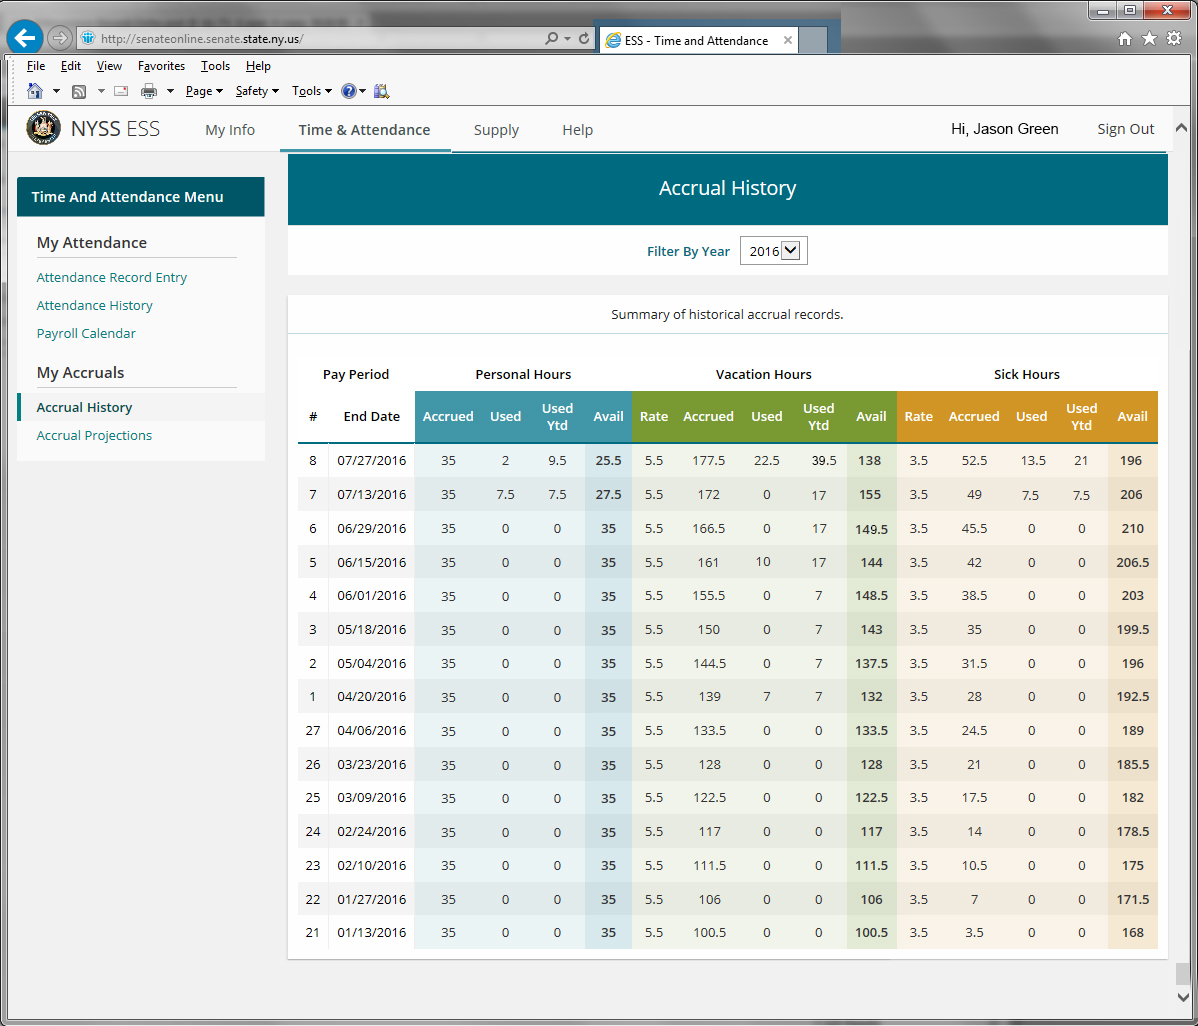 http://senateonline.senate.state.ny.us/
ESS - Time and Attendance
File Edit View Favorites Tools Help
Page Safety Tools
NYSS ESS My Info Time & Attendance Supply Help Hi, Jason Green Sign Out
Time And Attendance Menu
My Attendance
Attendance Record Entry
Attendance History
Payroll Calendar
My Accruals
Accrual History
Accrual Projections
Accrual History
Filter By Year 2016
Summary of historical accrual records.
Pay Period Personal Hours Vacation Hours Sick Hours
# End Date Accrued Used Used Ytd Avail Rate Accrued Used Used Ytd Avail Rate Accrued Used Used Ytd Avail
8 07/27/2016 35 2 9.5 25.5 5.5 177.5 22.5 39.5 138 3.5 52.5 13.5 21 196
7 07/13/2016 35 7.5 7.5 27.5 5.5 172 0 17 155 3.5 49 7.5 7.5 206
6 06/29/2016 35 0 0 35 5.5 166.5 0 17 149.5 3.5 45.5 0 0 210
5 06/15/2016 35 0 0 35 5.5 161 10 17 144 3.5 42 0 0 206.5
4 06/01/2016 35 0 0 35 5.5 155.5 0 7 148.5 3.5 38.5 0 0 203
3 05/18/2016 35 0 0 35 5.5 150 0 7 143 3.5 35 0 0 199.5
2 05/04/2016 35 0 0 35 5.5 144.5 0 7 137.5 3.5 31.5 0 0 196
1 04/20/2016 35 0 0 35 5.5 139 7 7 132 3.5 28 0 0 192.5
27 04/06/2016 35 0 0 35 5.5 133.5 0 0 133.5 3.5 24.5 0 0 189
26 03/23/2016 35 0 0 35 5.5 128 0 0 128 3.5 21 0 0 185.5
25 03/09/2016 35 0 0 35 5.5 122.5 0 0 122.5 3.5 17.5 0 0 182
24 02/24/2016 35 0 0 35 5.5 117 0 0 117 3.5 14 0 0 178.5
23 02/10/2016 35 0 0 35 5.5 111.5 0 0 111.5 3.5 10.5 0 0 175
22 01/27/2016 35 0 0 35 5.5 106 0 0 106 3.5 7 0 0 171.5
21 01/13/2016 35 0 0 35 5.5 100.5 0 0 100.5 3.5 3.5 0 0 168